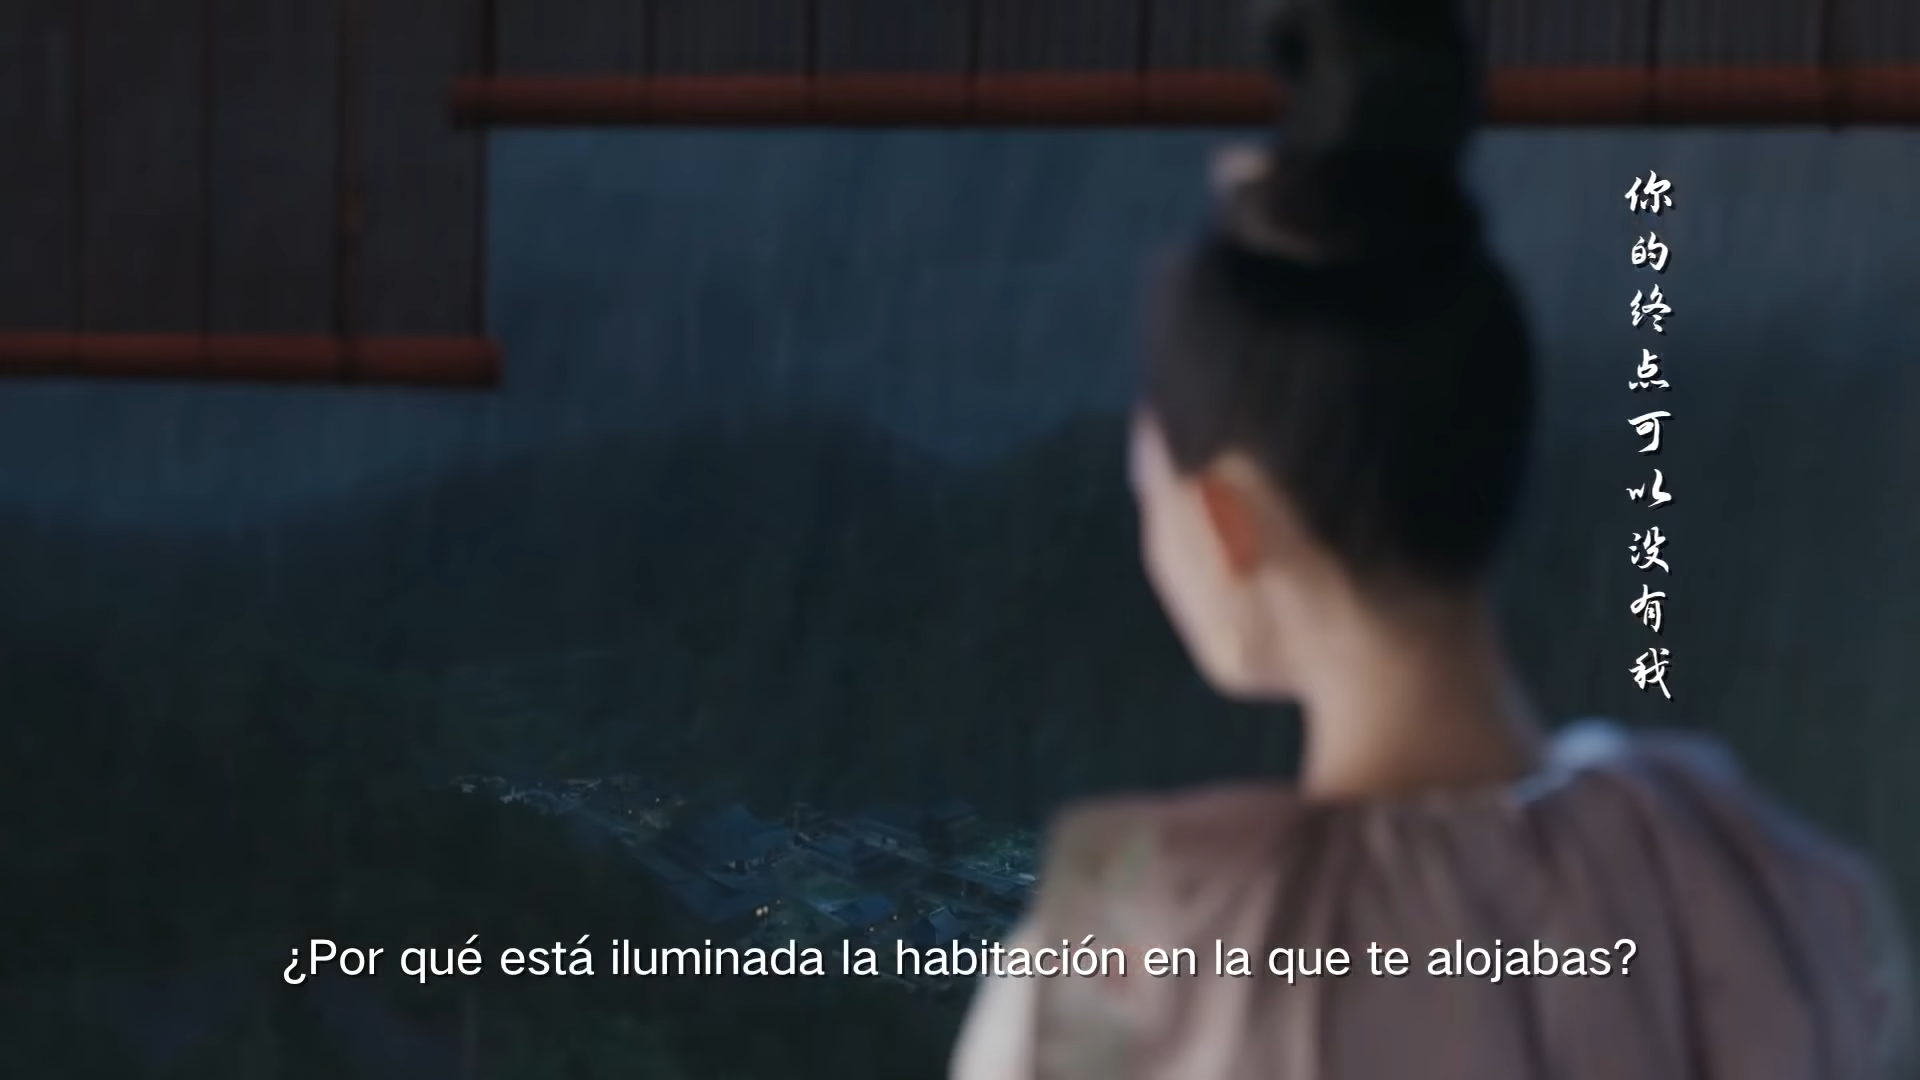 你的终点可以没有我
¿Por qué está iluminada la habitación en la que te alojabas?